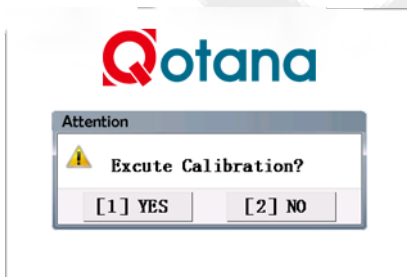 Qotana
Attention
Excute Calibration?
[1] YES [2] NO